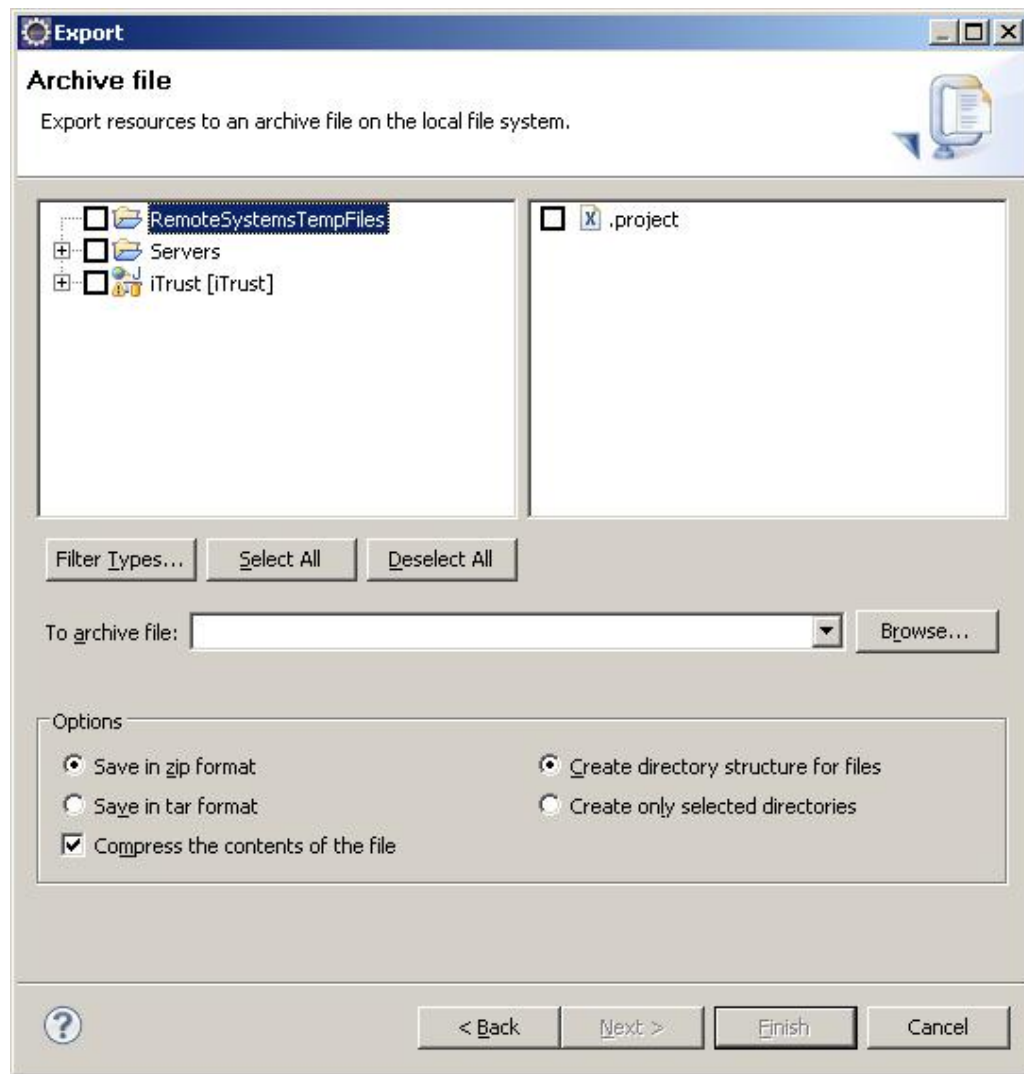 Export
Archive file
Export resources to an archive file on the local file system.
RemoteSystemsTempFiles
Servers
iTrust [iTrust]
.project
Filter Types... Select All Deselect All
To archive file: Browse...
Options
Save in zip format
Save in tar format
Compress the contents of the file
Create directory structure for files
Create only selected directories
? < Back Next > Finish Cancel